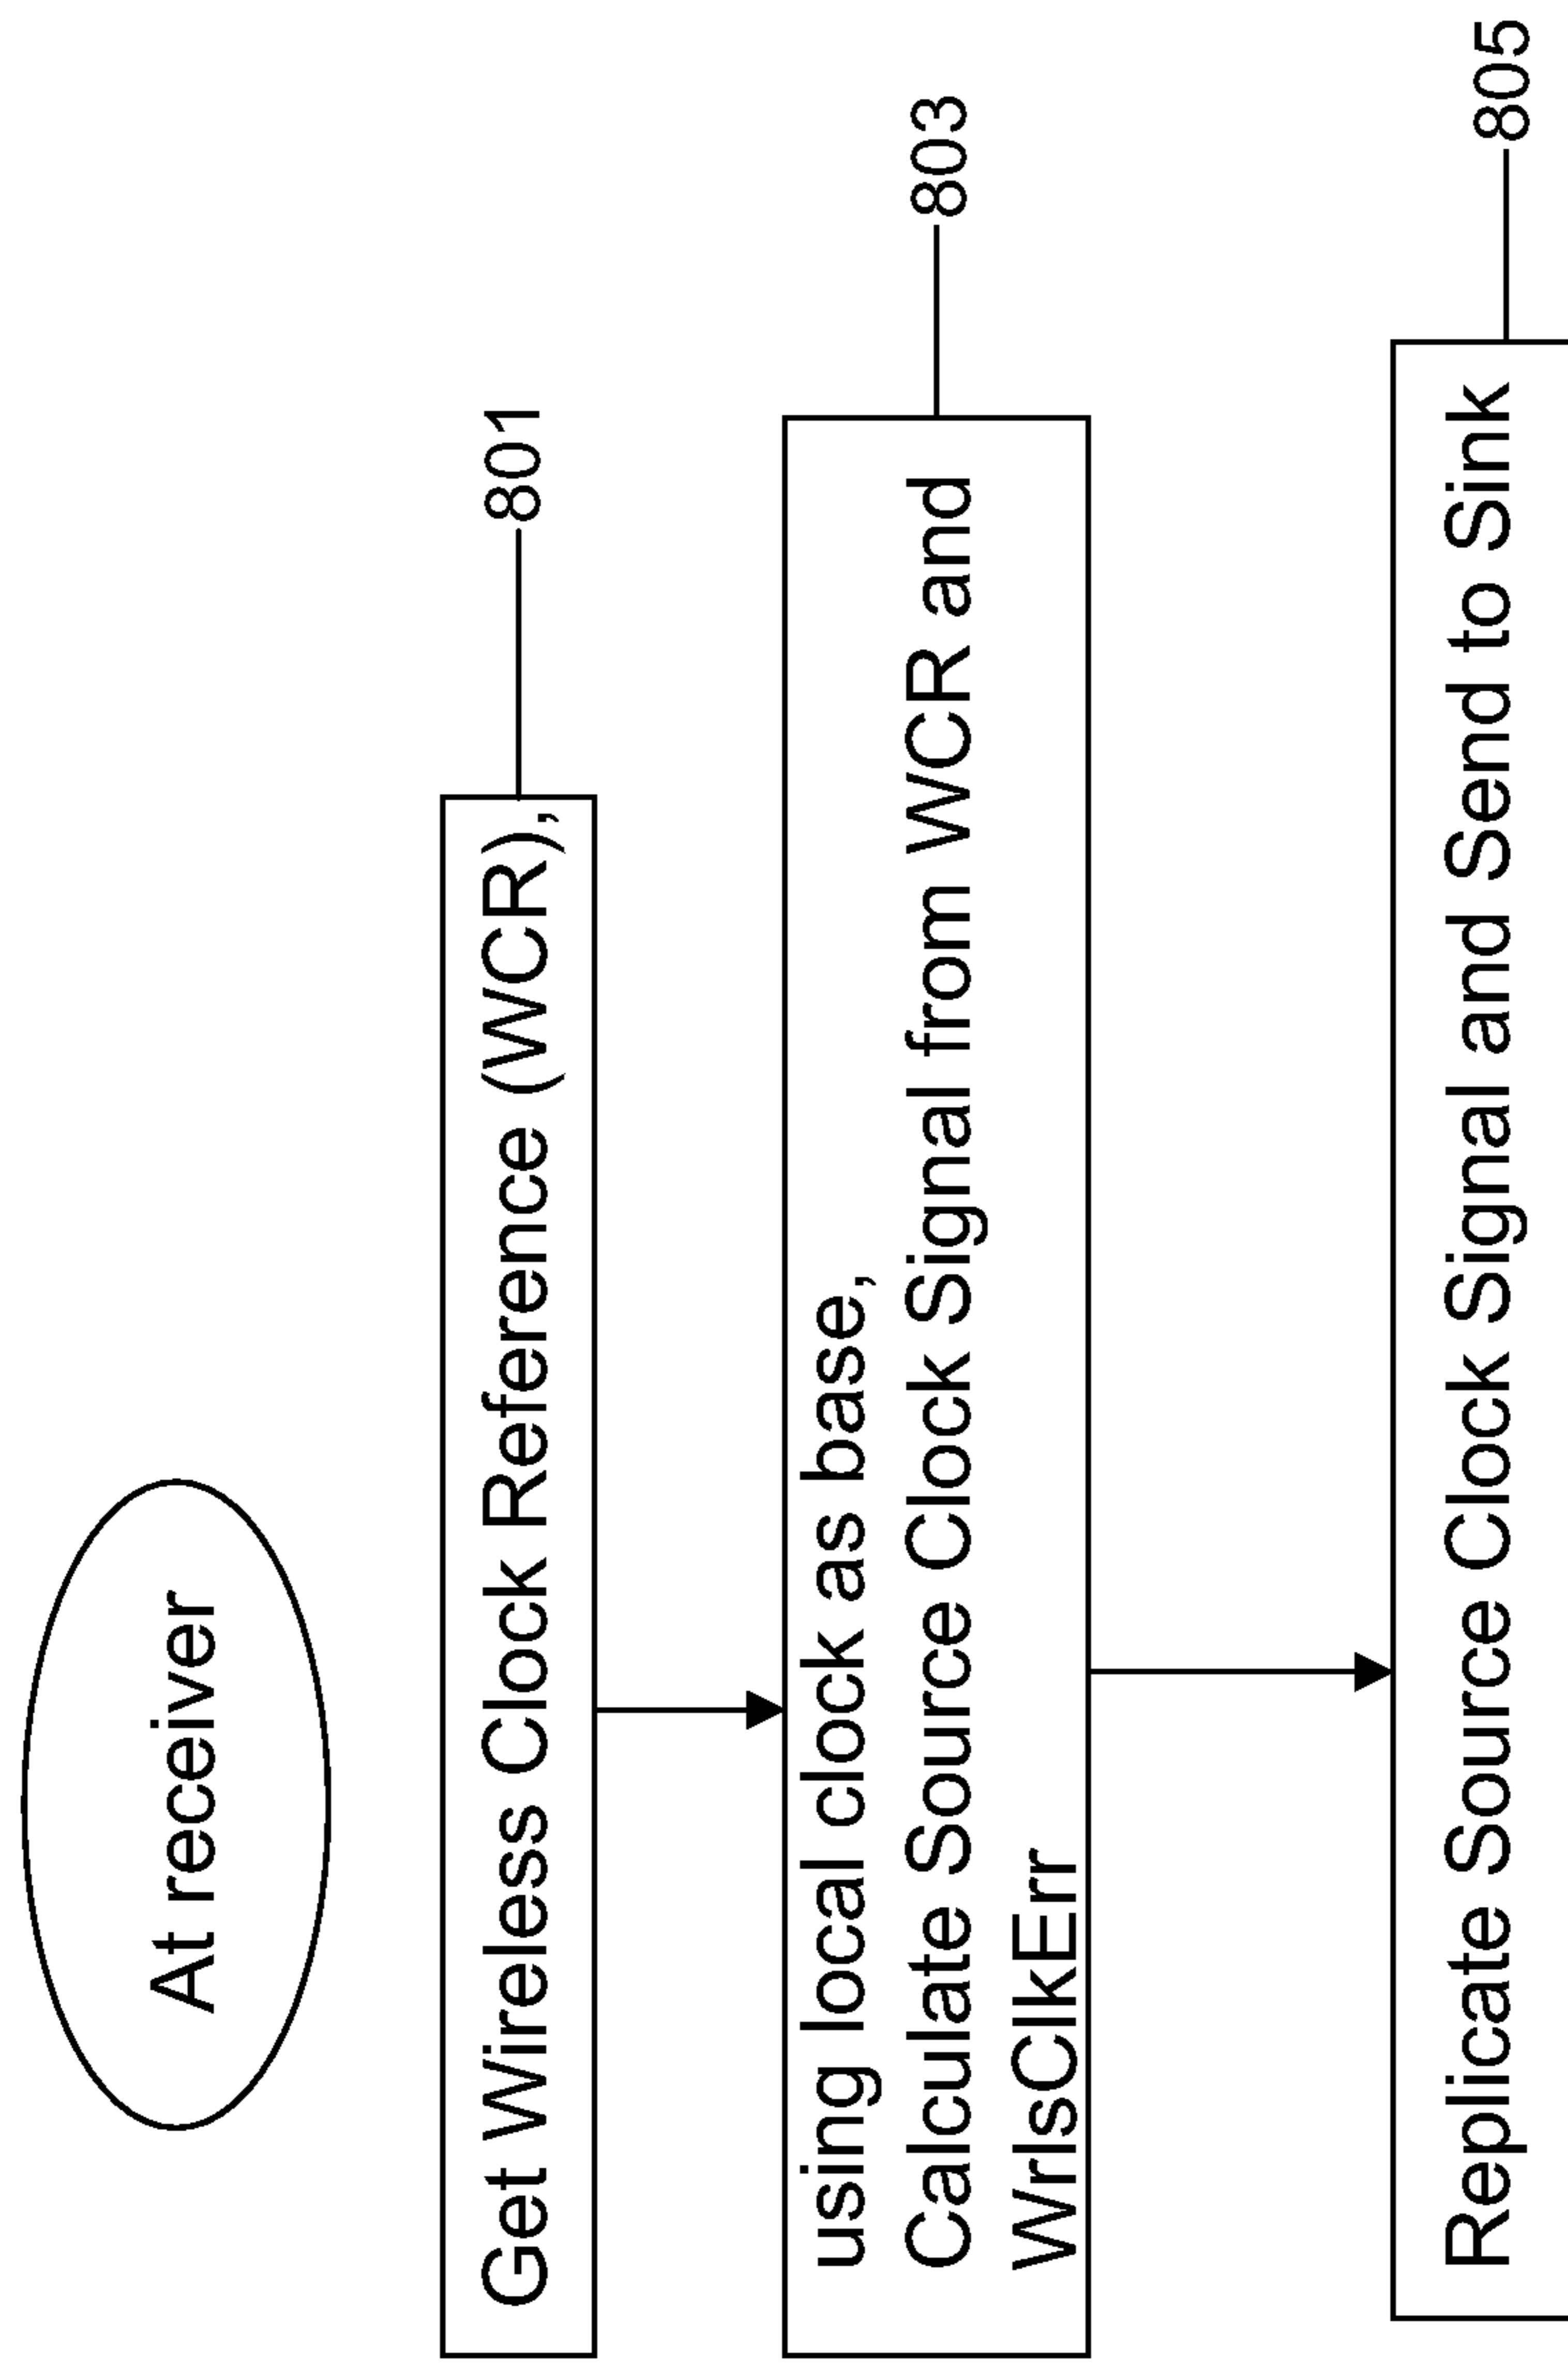 At receiver
Get Wireless Clock Reference (WCR),
801
using local clock as base,
Calculate Source Clock Signal from WCR and
WrlsClkErr
803
Replicate Source Clock Signal and Send to Sink
805